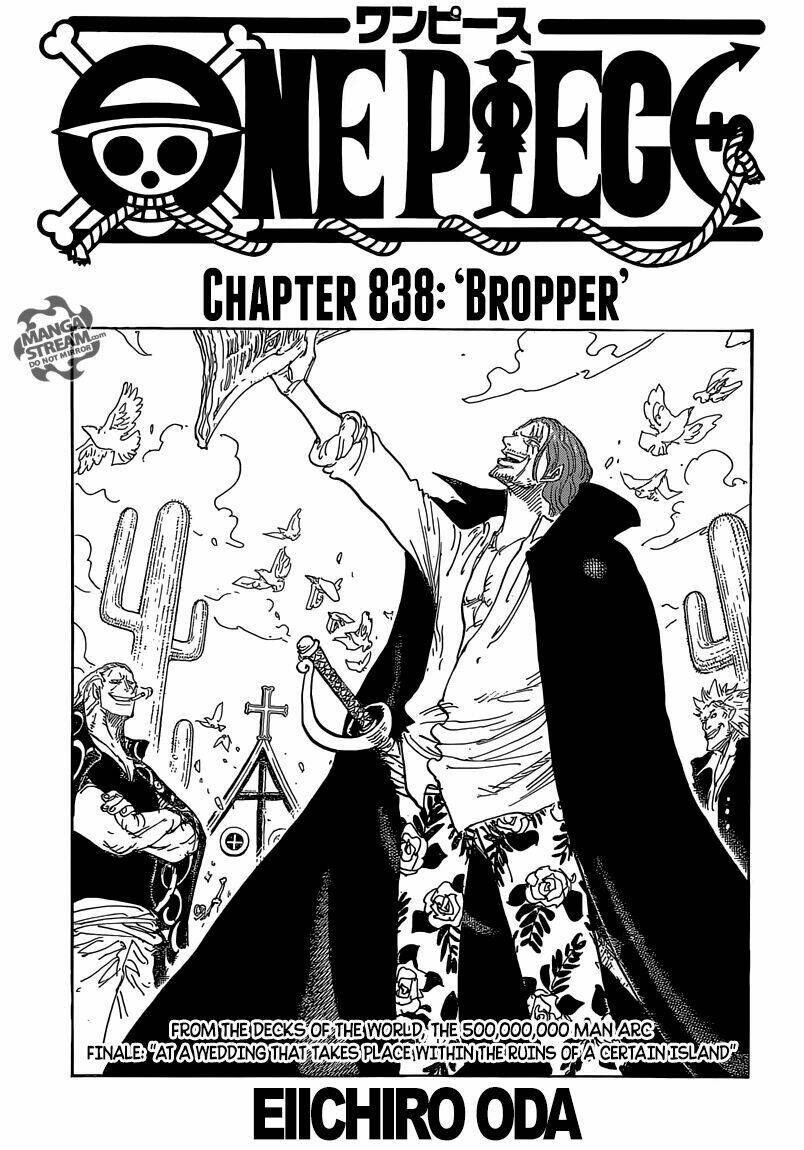 ワンピース
ONE PIECE
CHAPTER 838: 'BROPPER'
MANGA
STREAM.com
DO NOT MIRROR
FROM THE DECKS OF THE WORLD, THE 500,000,000 MAN ARC
FINALE: "AT A WEDDING THAT TAKES PLACE WITHIN THE RUINS OF A CERTAIN ISLAND"
EIICHIRO ODA